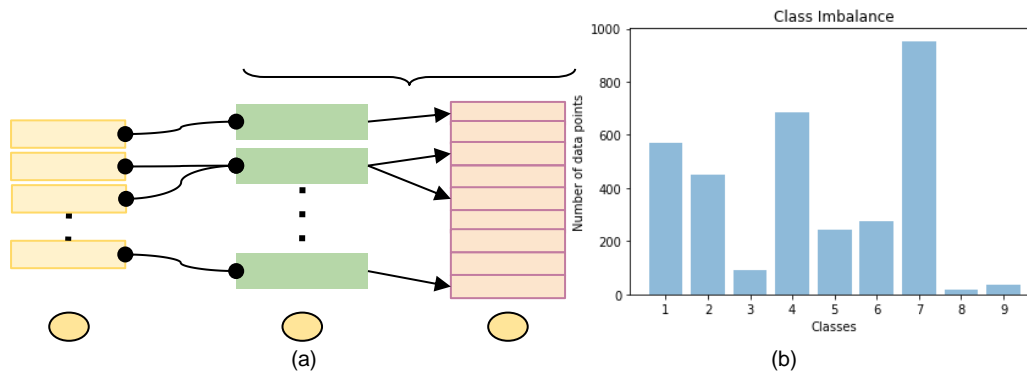 Class Imbalance
Number of data points
1000
800
600
400
200
0
1 2 3 4 5 6 7 8 9
Classes
(a)
(b)